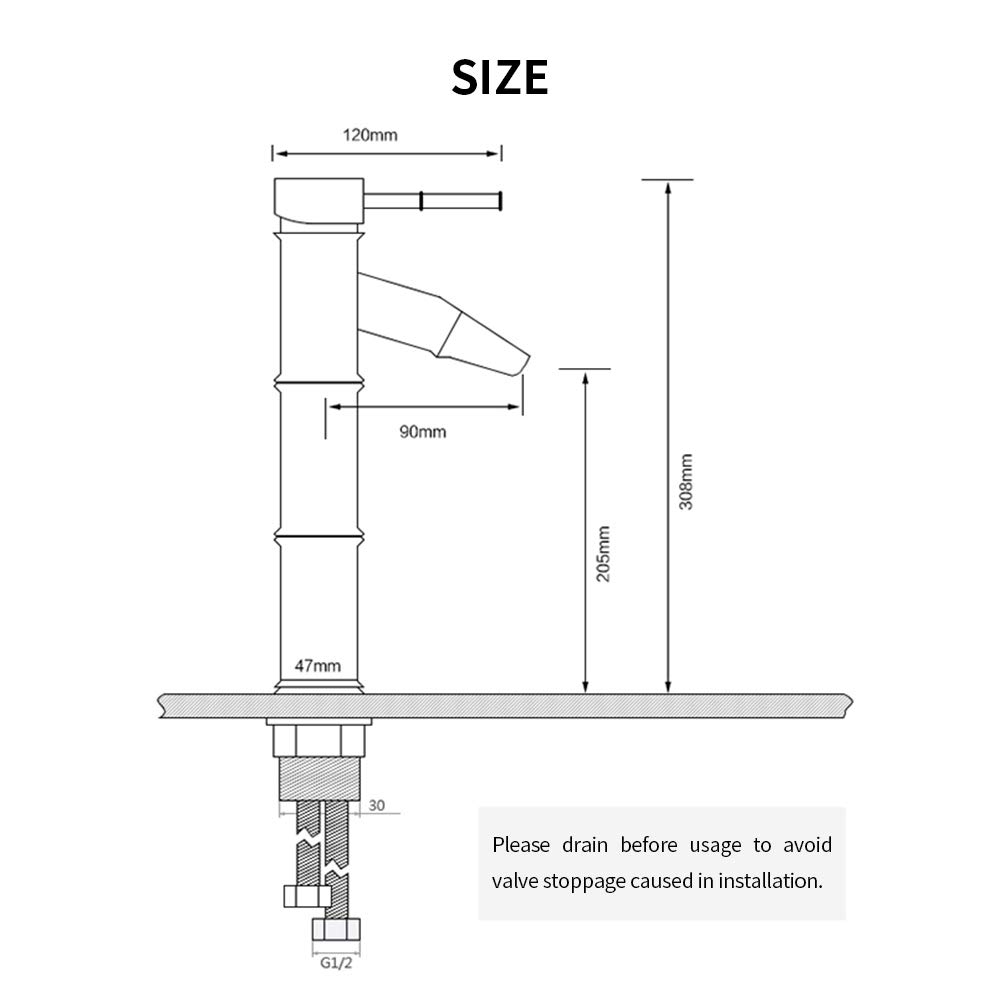 SIZE
120mm
90mm
308mm
205mm
47mm
30
Please drain before usage to avoid
valve stoppage caused in installation.
G1/2